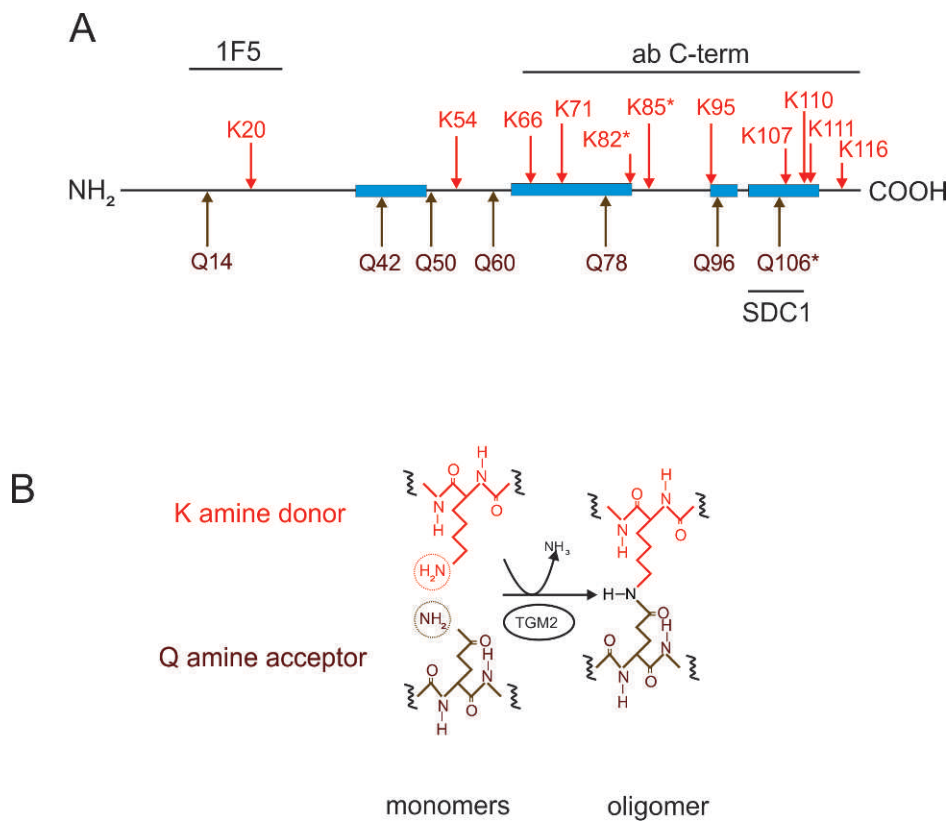 A
1F5
ab C-term
K20
K54
K66
K71
K82*
K85*
K95
K107
K110
K111
K116
NH₂
COOH
Q14
Q42
Q50
Q60
Q78
Q96
Q106*
SDC1
B
K amine donor
H
O
N
N
H
O
H₂N
NH₃
TGM2
NH₂
Q amine acceptor
O
H
N
O
N
H
O
H
O
N
N
H
O
H–N
O
H
N
O
N
H
O
monomers
oligomer